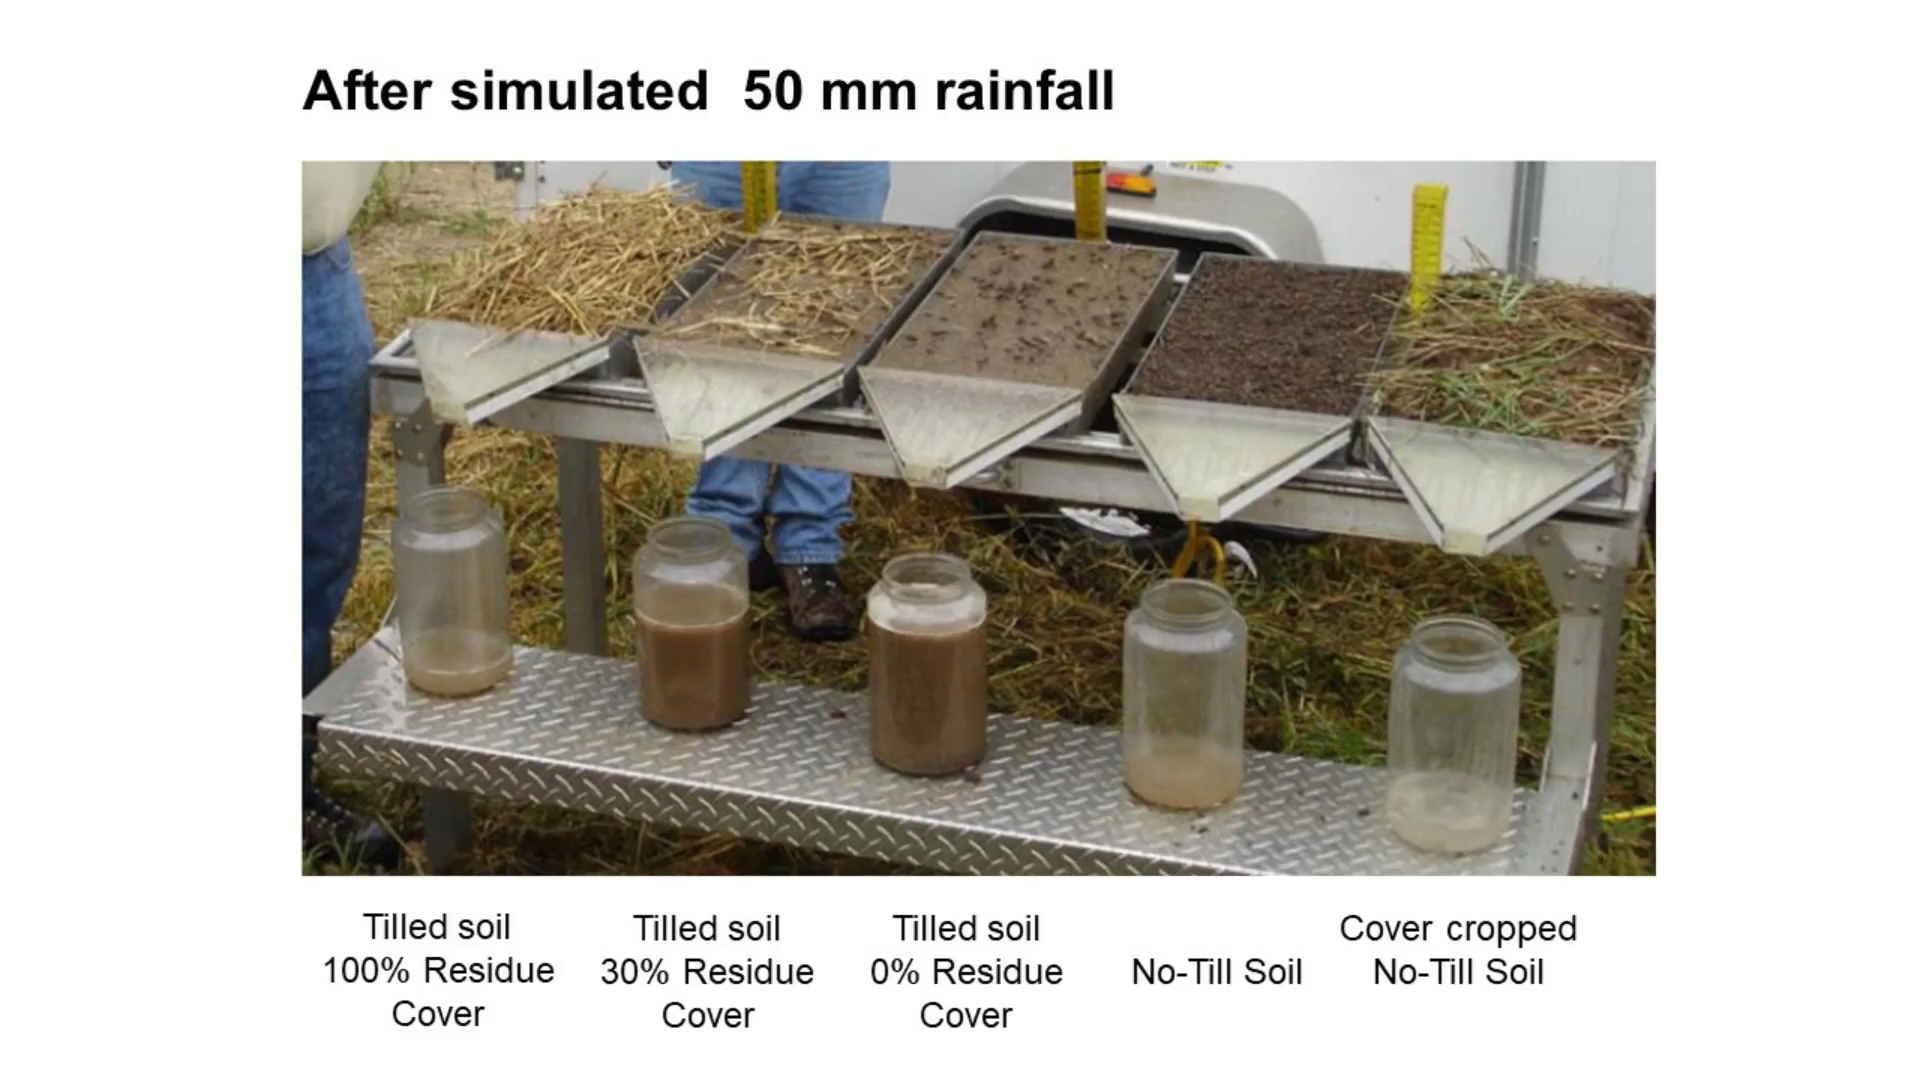 After simulated  50 mm rainfall
Tilled soil
100% Residue
Cover
Tilled soil
30% Residue
Cover
Tilled soil
0% Residue
Cover
No-Till Soil
Cover cropped
No-Till Soil